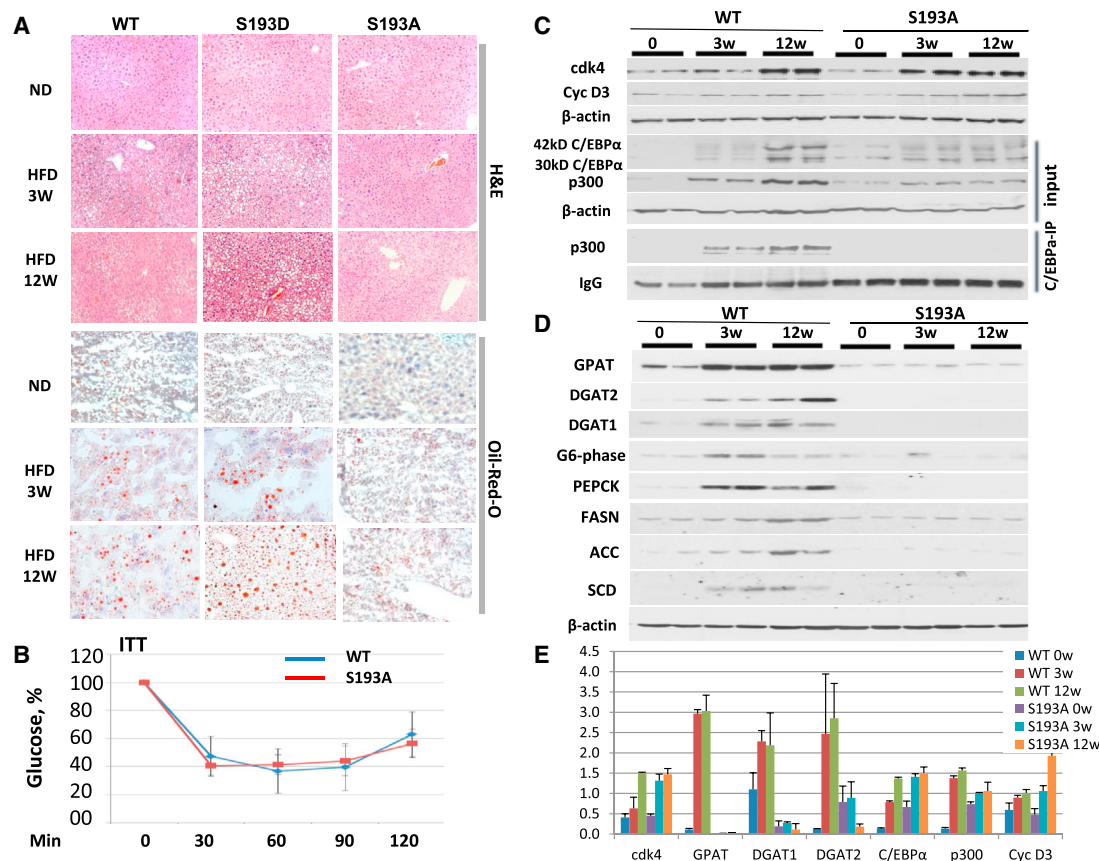 A
WT S193D S193A
ND
HFD
3W
HFD
12W
H&E
ND
HFD
3W
HFD
12W
Oil-Red-O
B
ITT
WT
S193A
120
100
80
60
40
20
00
Glucose, %
Min 0 30 60 90 120
C
WT S193A
0 3w 12w 0 3w 12w
cdk4
Cyc D3
β-actin
42kD C/EBPα
30kD C/EBPα
p300
β-actin
input
p300
IgG
C/EBPa-IP
D
WT S193A
0 3w 12w 0 3w 12w
GPAT
DGAT2
DGAT1
G6-phase
PEPCK
FASN
ACC
SCD
β-actin
E
4.5
4.0
3.5
3.0
2.5
2.0
1.5
1.0
0.5
0.0
WT 0w
WT 3w
WT 12w
S193A 0w
S193A 3w
S193A 12w
cdk4 GPAT DGAT1 DGAT2 C/EBPα p300 Cyc D3